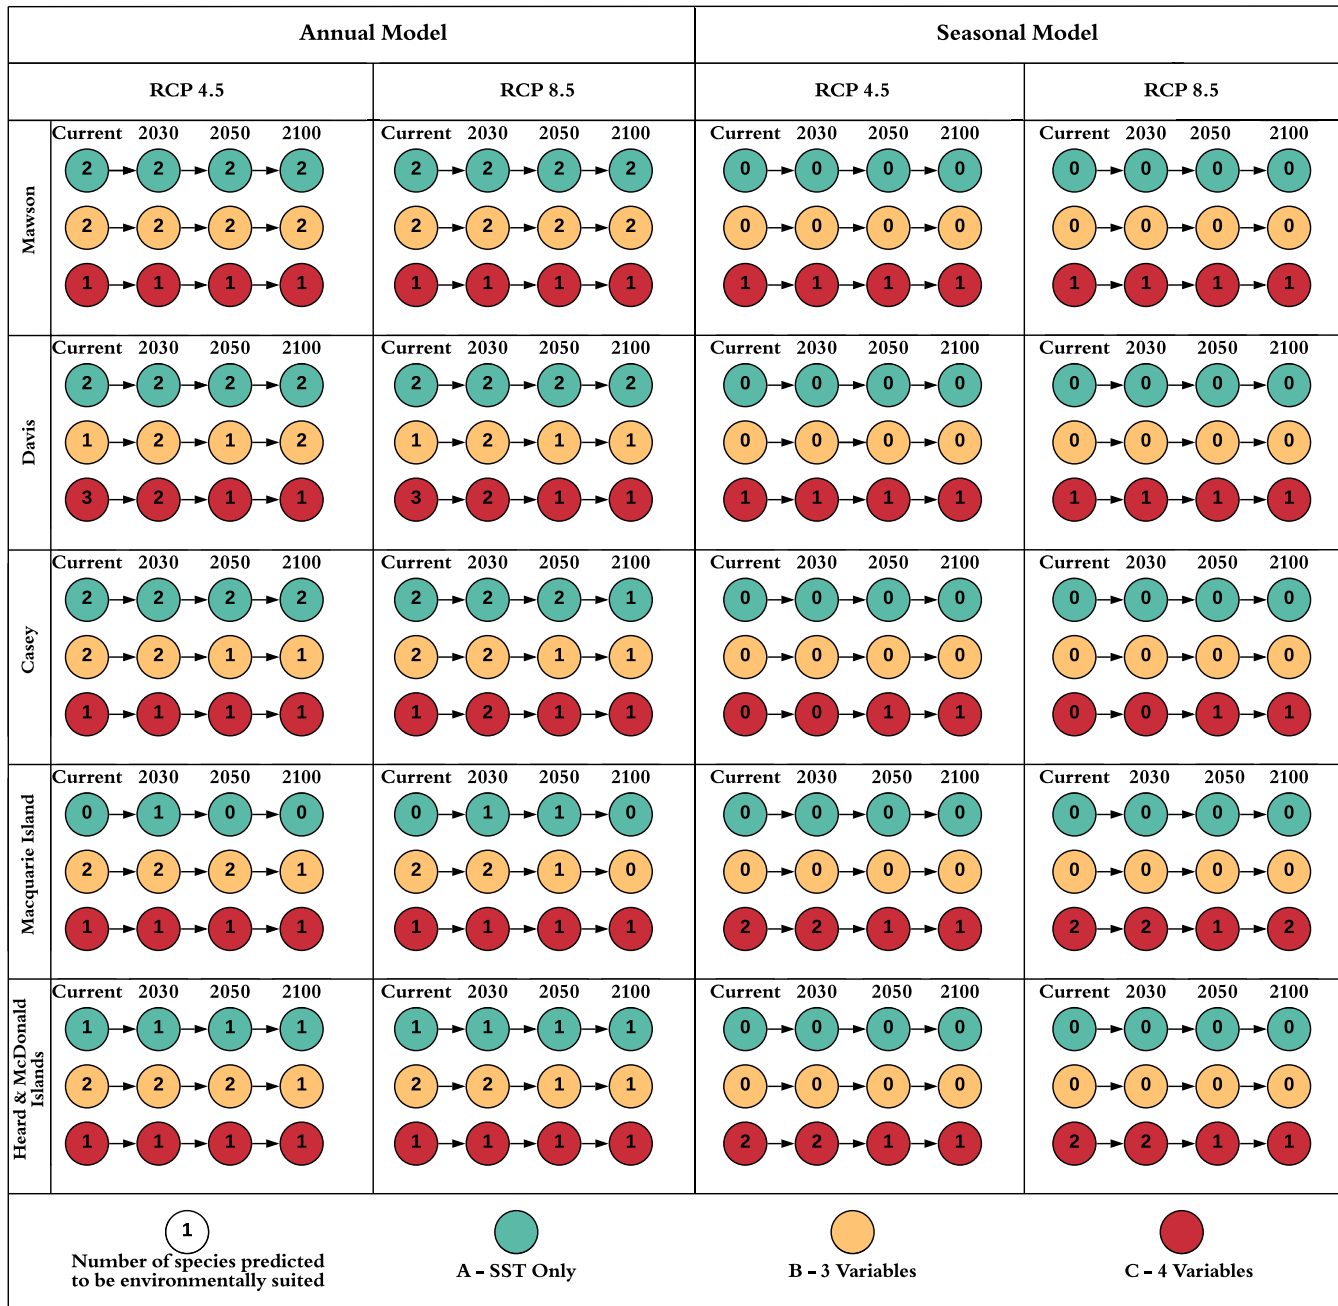 Annual Model Seasonal Model
RCP 4.5 RCP 8.5 RCP 4.5 RCP 8.5
Mawson
Current 2030 2050 2100 Current 2030 2050 2100 Current 2030 2050 2100 Current 2030 2050 2100
2 2 2 2 2 2 2 2 0 0 0 0 0 0 0 0
2 2 2 2 2 2 2 2 0 0 0 0 0 0 0 0
1 1 1 1 1 1 1 1 1 1 1 1 1 1 1 1
Davis
Current 2030 2050 2100 Current 2030 2050 2100 Current 2030 2050 2100 Current 2030 2050 2100
2 2 2 2 2 2 2 2 0 0 0 0 0 0 0 0
1 2 1 2 1 2 1 1 0 0 0 0 0 0 0 0
3 2 1 1 3 2 1 1 1 1 1 1 1 1 1 1
Casey
Current 2030 2050 2100 Current 2030 2050 2100 Current 2030 2050 2100 Current 2030 2050 2100
2 2 2 2 2 2 2 1 0 0 0 0 0 0 0 0
2 2 1 1 2 2 1 1 0 0 0 0 0 0 0 0
1 1 1 1 1 2 1 1 0 0 1 1 0 0 1 1
Macquarie Island
Current 2030 2050 2100 Current 2030 2050 2100 Current 2030 2050 2100 Current 2030 2050 2100
0 1 0 0 0 1 1 0 0 0 0 0 0 0 0 0
2 2 2 1 2 2 1 0 0 0 0 0 0 0 0 0
1 1 1 1 1 1 1 1 2 2 1 1 2 2 1 2
Heard & McDonald
Islands
Current 2030 2050 2100 Current 2030 2050 2100 Current 2030 2050 2100 Current 2030 2050 2100
1 1 1 1 1 1 1 1 0 0 0 0 0 0 0 0
2 2 2 1 2 2 1 1 0 0 0 0 0 0 0 0
1 1 1 1 1 1 1 1 2 2 1 1 2 2 1 1
1
Number of species predicted
to be environmentally suited
A - SST Only
B - 3 Variables
C - 4 Variables